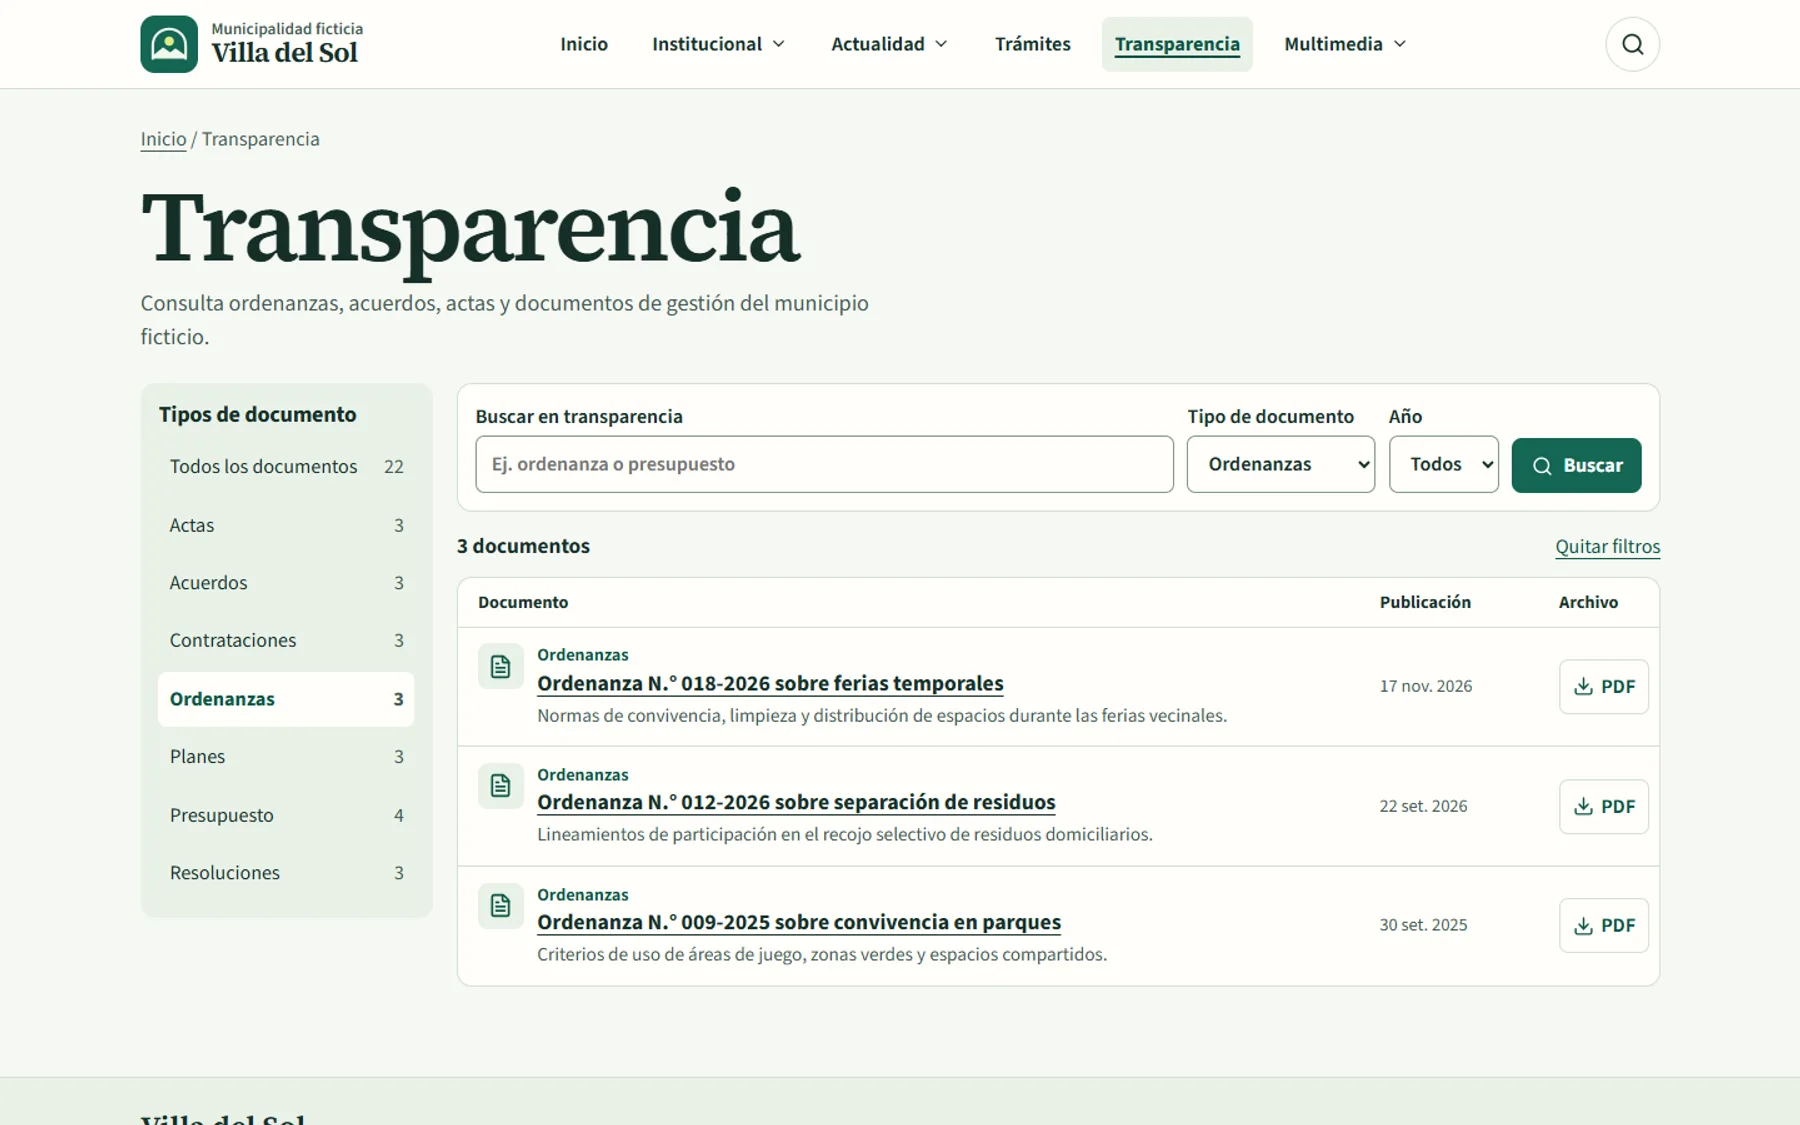 Municipalidad ficticia
Villa del Sol
Inicio
Institucional
Actualidad
Trámites
Transparencia
Multimedia
Inicio / Transparencia
Transparencia
Consulta ordenanzas, acuerdos, actas y documentos de gestión del municipio
ficticio.
Tipos de documento
Todos los documentos 22
Actas 3
Acuerdos 3
Contrataciones 3
Ordenanzas 3
Planes 3
Presupuesto 4
Resoluciones 3
Buscar en transparencia
Ej. ordenanza o presupuesto
Tipo de documento
Ordenanzas
Año
Todos
Buscar
3 documentos
Quitar filtros
Documento Publicación Archivo
Ordenanzas
Ordenanza N.° 018-2026 sobre ferias temporales
Normas de convivencia, limpieza y distribución de espacios durante las ferias vecinales.
17 nov. 2026
PDF
Ordenanzas
Ordenanza N.° 012-2026 sobre separación de residuos
Lineamientos de participación en el recojo selectivo de residuos domiciliarios.
22 set. 2026
PDF
Ordenanzas
Ordenanza N.° 009-2025 sobre convivencia en parques
Criterios de uso de áreas de juego, zonas verdes y espacios compartidos.
30 set. 2025
PDF
Villa del Sol